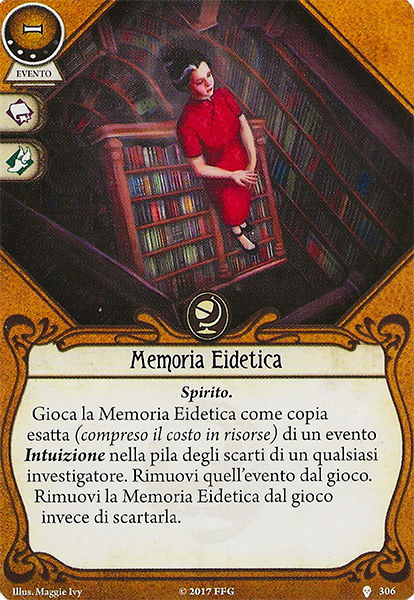 EVENTO
Memoria Eidetica
Spirito.
Gioca la Memoria Eidetica come copia
esatta (compreso il costo in risorse) di un evento
Intuizione nella pila degli scarti di un qualsiasi
investigatore. Rimuovi quell'evento dal gioco.
Rimuovi la Memoria Eidetica dal gioco
invece di scartarla.
Illus. Maggie Ivy © 2017 FFG 306